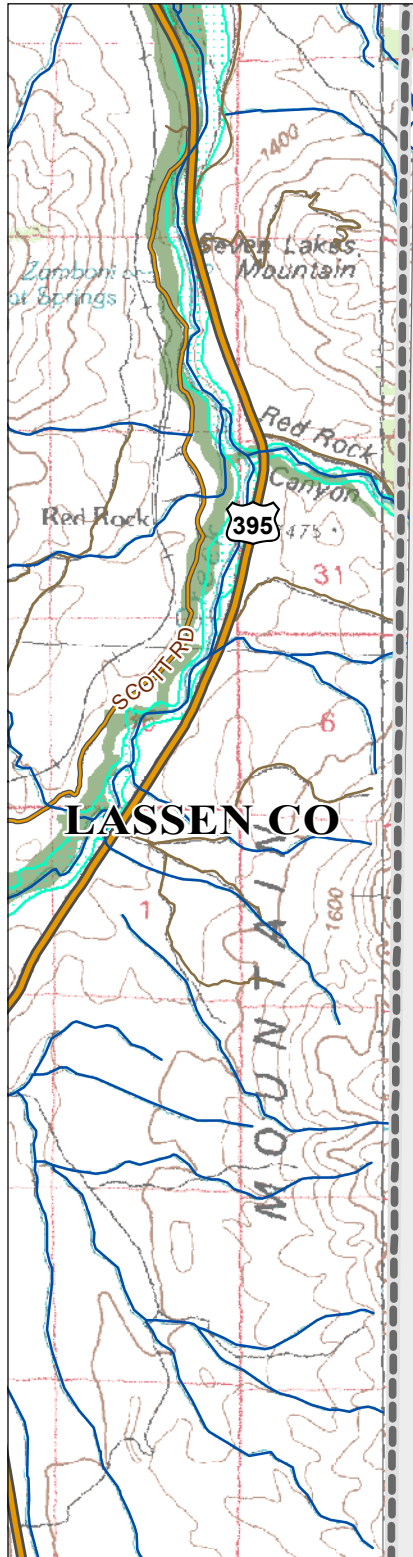 1400
Seven Lakes
Mountain
Zamboni
ot Springs
Red Rock
Canyon
Red Rock
395
475
31
SCOTT RD
6
LASSEN CO
1
1600
MOUNTAIN